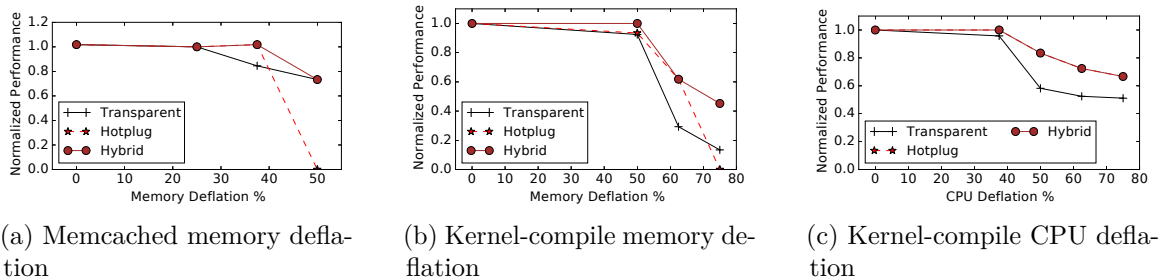 Normalized Performance
1.2
1.0
0.8
0.6
0.4
0.2
0.0
Transparent
Hotplug
Hybrid
0 10 20 30 40 50
Memory Deflation %
(a) Memcached memory defla-
tion
Normalized Performance
1.0
0.8
0.6
0.4
0.2
0.0
Transparent
Hotplug
Hybrid
0 10 20 30 40 50 60 70 80
Memory Deflation %
(b) Kernel-compile memory de-
flation
Normalized Performance
1.0
0.8
0.6
0.4
0.2
0.0
Transparent Hybrid
Hotplug
0 10 20 30 40 50 60 70 80
CPU Deflation %
(c) Kernel-compile CPU defla-
tion